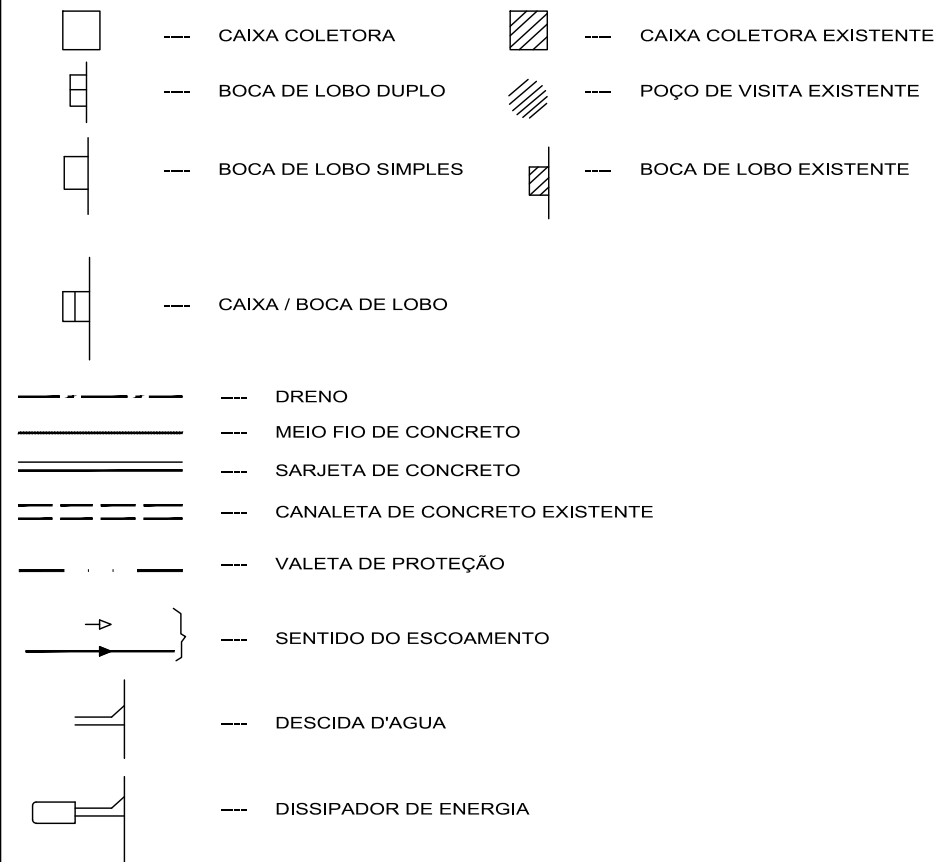 ---- CAIXA COLETORA
---- CAIXA COLETORA EXISTENTE
---- BOCA DE LOBO DUPLO
---- POÇO DE VISITA EXISTENTE
---- BOCA DE LOBO SIMPLES
---- BOCA DE LOBO EXISTENTE
---- CAIXA / BOCA DE LOBO
---- DRENO
---- MEIO FIO DE CONCRETO
---- SARJETA DE CONCRETO
---- CANALETA DE CONCRETO EXISTENTE
---- VALETA DE PROTEÇÃO
---- SENTIDO DO ESCOAMENTO
---- DESCIDA D'AGUA
---- DISSIPADOR DE ENERGIA